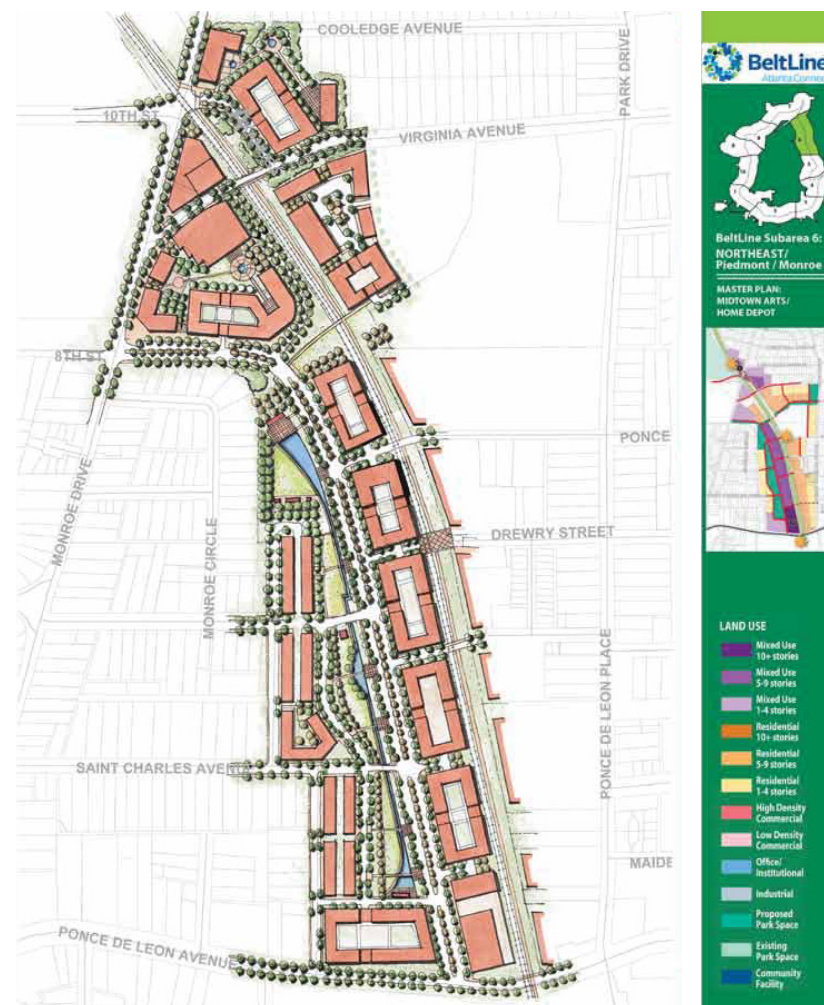 COOLEDGE AVENUE
PARK DRIVE
10TH ST
VIRGINIA AVENUE
8TH ST
PONCE
MONROE DRIVE
MONROE CIRCLE
DREWRY STREET
PONCE DE LEON PLACE
SAINT CHARLES AVENUE
MAIDE
PONCE DE LEON AVENUE
BeltLine
Atlanta Connec
BeltLine Subarea 6:
NORTHEAST/
Piedmont / Monroe
MASTER PLAN:
MIDTOWN ARTS/
HOME DEPOT
LAND USE
Mixed Use
10+ stories
Mixed Use
5-9 stories
Mixed Use
1-4 stories
Residential
10+ stories
Residential
5-9 stories
Residential
1-4 stories
High Density
Commercial
Low Density
Commercial
Office/
Institutional
Industrial
Proposed
Park Space
Existing
Park Space
Community
Facility